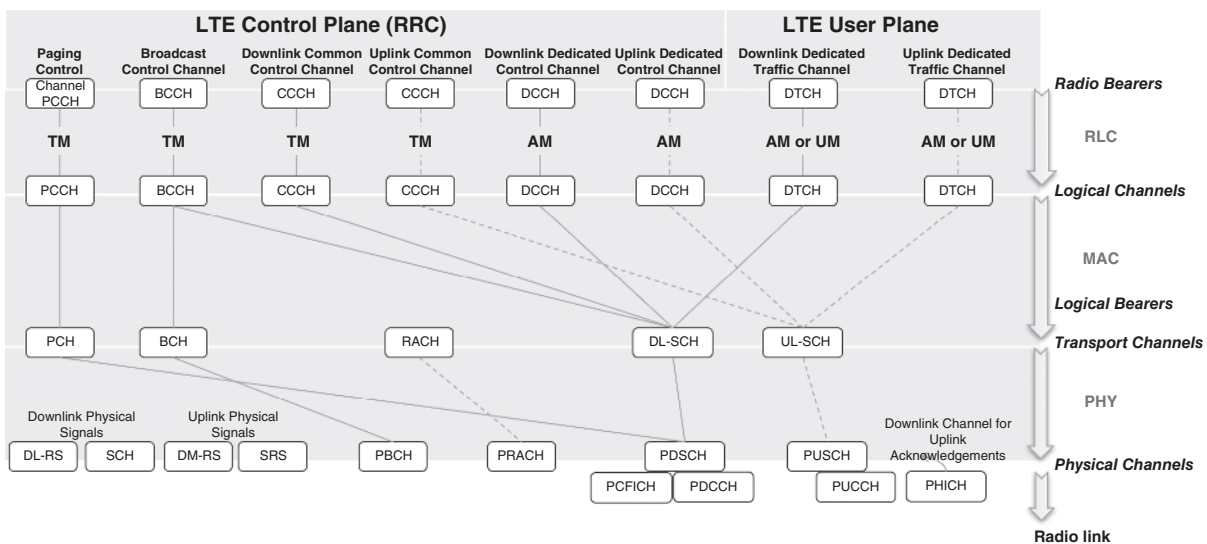 LTE Control Plane (RRC)
LTE User Plane
Paging
Control
Broadcast
Control Channel
Downlink Common
Control Channel
Uplink Common
Control Channel
Downlink Dedicated
Control Channel
Uplink Dedicated
Control Channel
Downlink Dedicated
Traffic Channel
Uplink Dedicated
Traffic Channel
Channel
PCCH
BCCH
CCCH
CCCH
DCCH
DCCH
DTCH
DTCH
Radio Bearers
TM
TM
TM
TM
AM
AM
AM or UM
AM or UM
RLC
PCCH
BCCH
CCCH
CCCH
DCCH
DCCH
DTCH
DTCH
Logical Channels
MAC
Logical Bearers
PCH
BCH
RACH
DL-SCH
UL-SCH
Transport Channels
PHY
Downlink Physical
Signals
Uplink Physical
Signals
Downlink Channel for
Uplink
Acknowledgements
DL-RS
SCH
DM-RS
SRS
PBCH
PRACH
PDSCH
PUSCH
Physical Channels
PCFICH
PDCCH
PUCCH
PHICH
Radio link